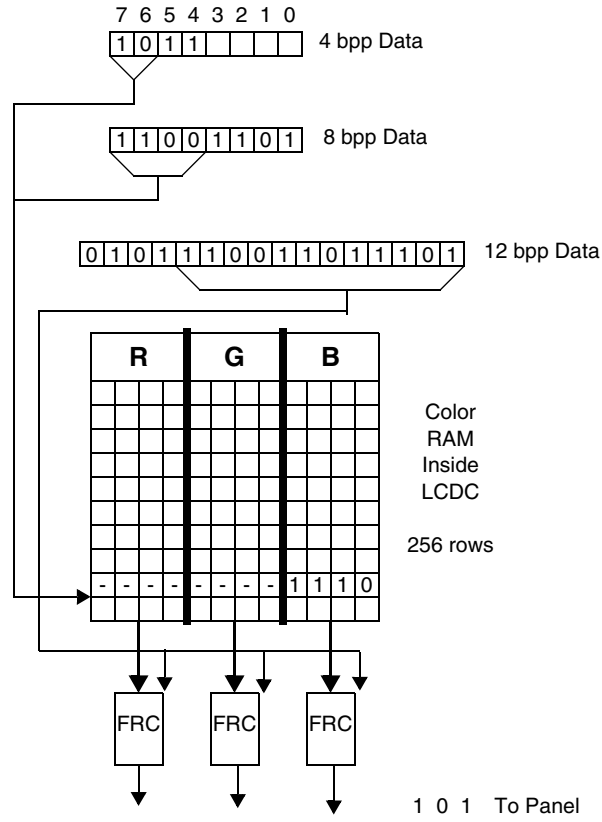 7 6 5 4 3 2 1 0
1 0 1 1 4 bpp Data
1 1 0 0 1 1 0 1 8 bpp Data
0 1 0 1 1 1 0 0 1 1 0 1 1 1 0 1 12 bpp Data
R G B
Color
RAM
Inside
LCDC
256 rows
- - - - - - - - 1 1 1 0
FRC FRC FRC
1 0 1 To Panel